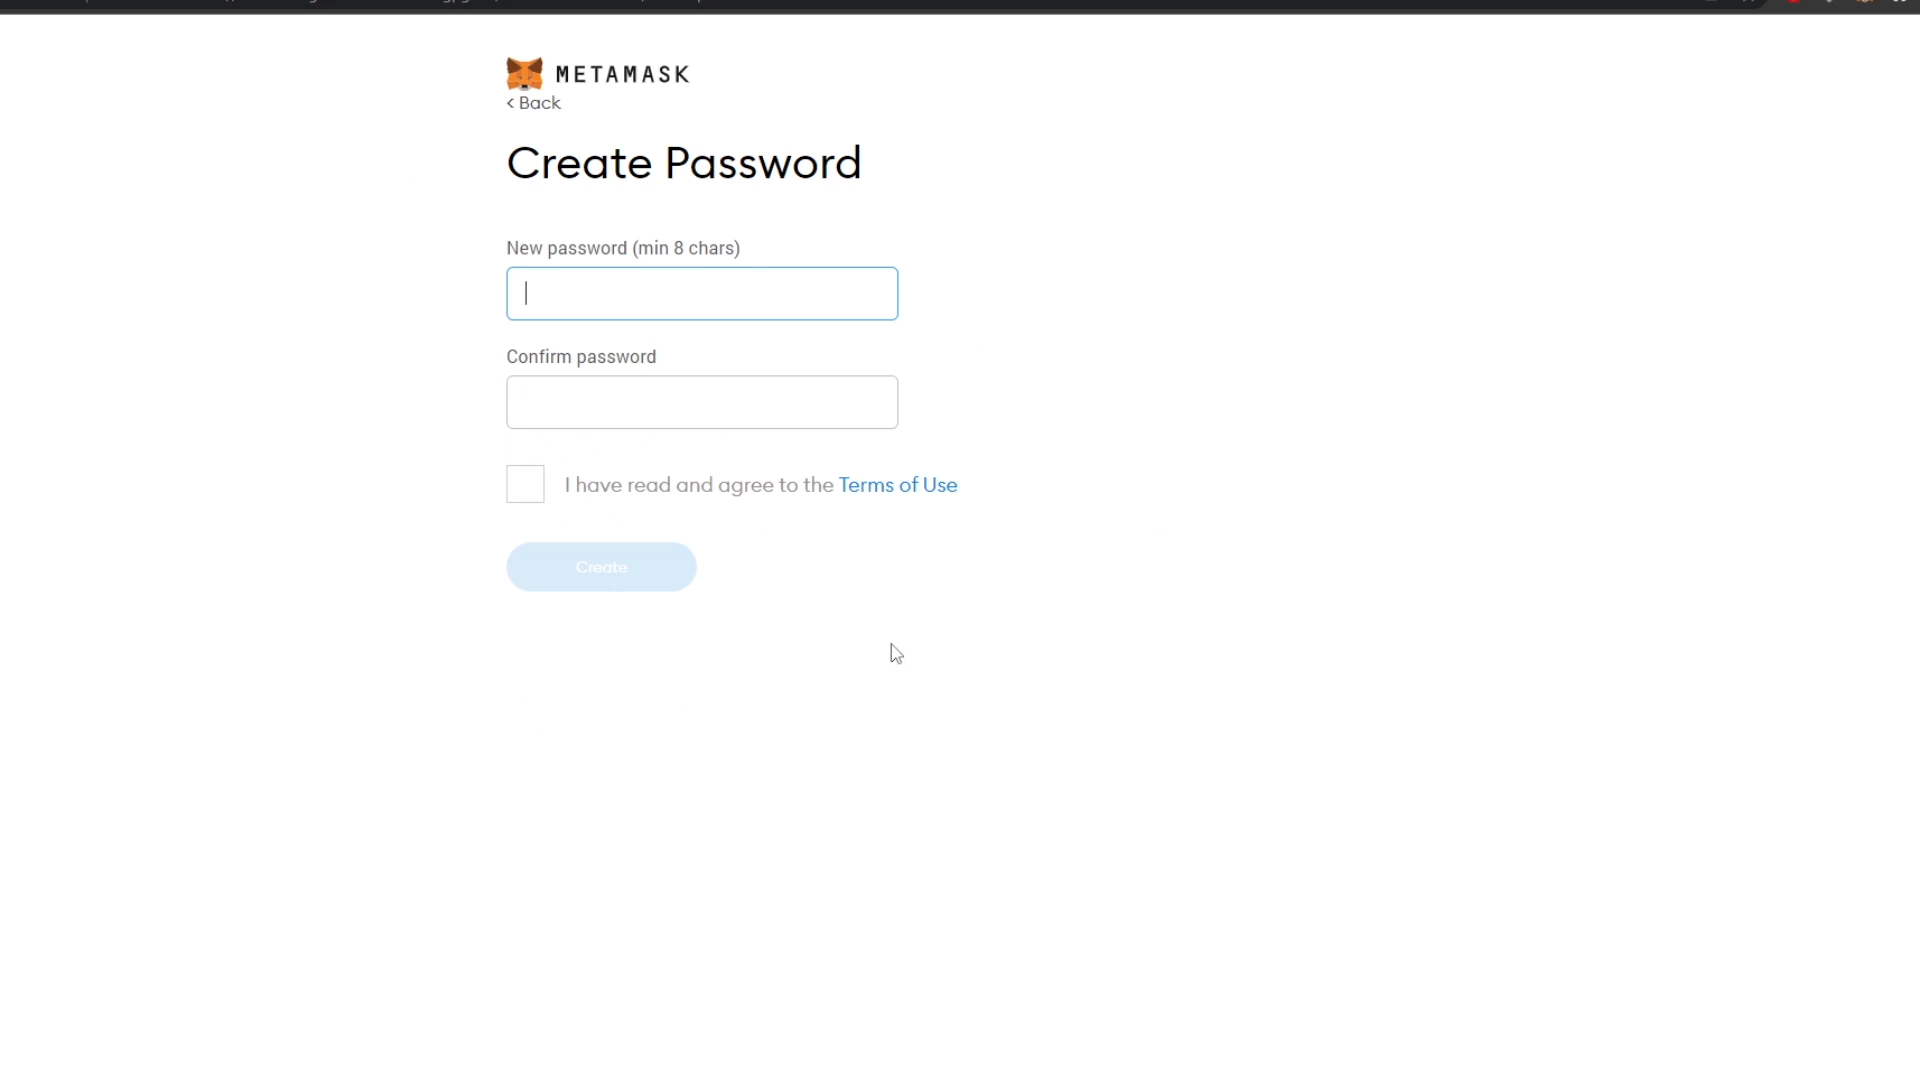 METAMASK
< Back
Create Password
New password (min 8 chars)
Confirm password
I have read and agree to the Terms of Use
Create